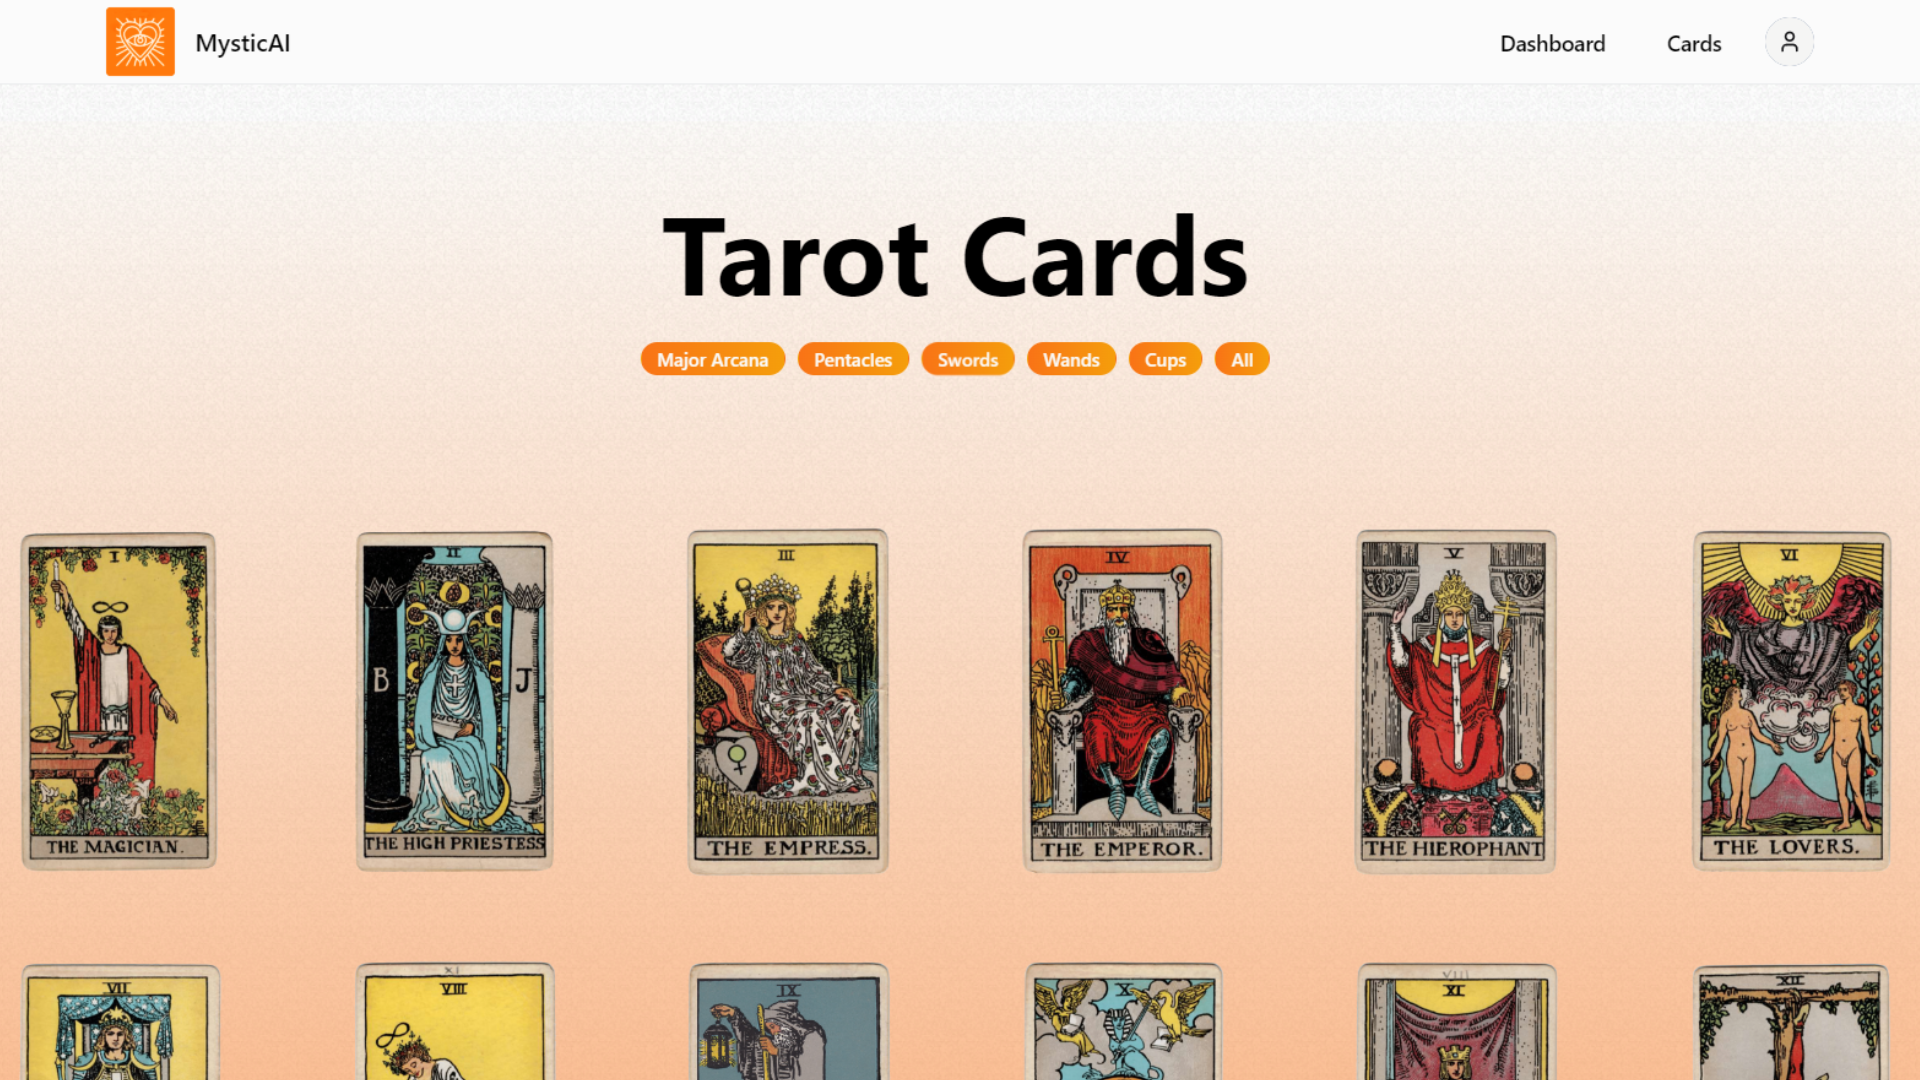 MysticAI
Dashboard
Cards
Tarot Cards
Major Arcana
Pentacles
Swords
Wands
Cups
All
I
THE MAGICIAN.
II
B
J
THE HIGH PRIESTESS
III
THE EMPRESS.
IV
THE EMPEROR.
V
THE HIEROPHANT
VI
THE LOVERS.
VII
XI
VIII
IX
X
VIII
XI
XII